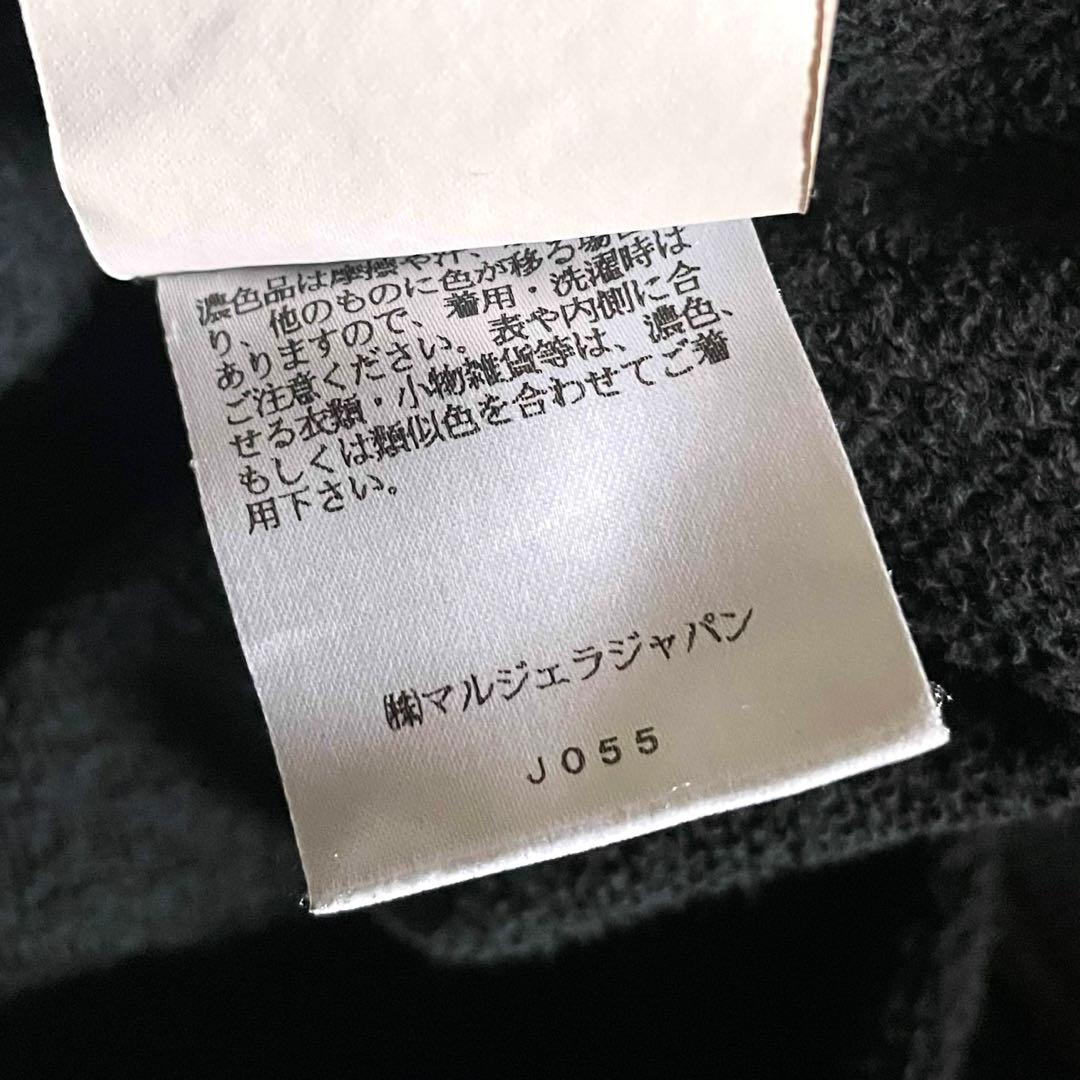 濃色品は摩擦や汗、
り、他のものに色が移る場
ありますので、着用・洗濯時は
ご注意ください。表や内側に合
せる衣類・小物雑貨等は、濃色、
もしくは類似色を合わせてご着
用下さい。
㈱マルジェラジャパン
J055